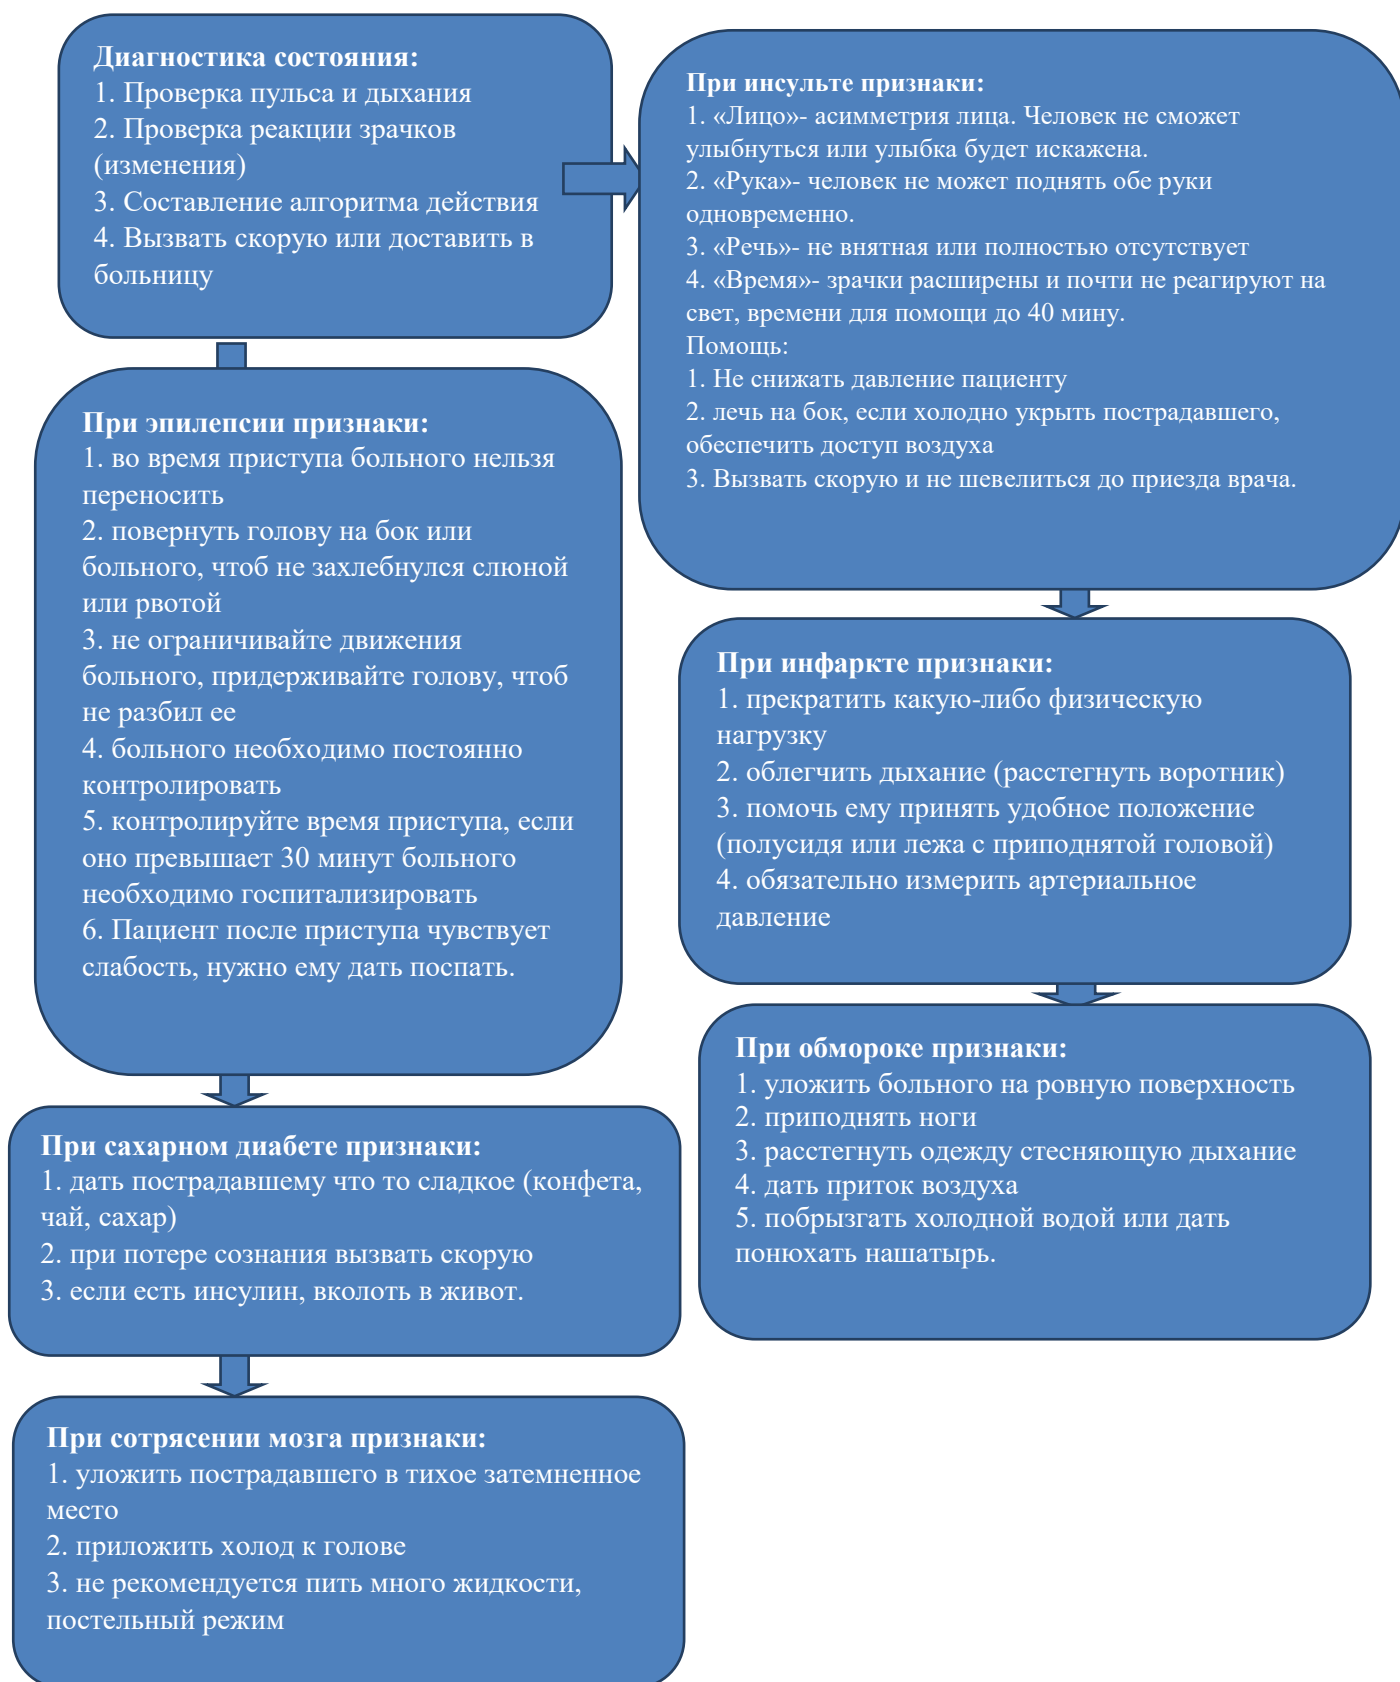 Диагностика состояния:
1. Проверка пульса и дыхания
2. Проверка реакции зрачков
(изменения)
3. Составление алгоритма действия
4. Вызвать скорую или доставить в
больницу
При инсульте признаки:
1. «Лицо»- асимметрия лица. Человек не сможет
улыбнуться или улыбка будет искажена.
2. «Рука»- человек не может поднять обе руки
одновременно.
3. «Речь»- не внятная или полностью отсутствует
4. «Время»- зрачки расширены и почти не реагируют на
свет, времени для помощи до 40 мину.
Помощь:
1. Не снижать давление пациенту
2. лечь на бок, если холодно укрыть пострадавшего,
обеспечить доступ воздуха
3. Вызвать скорую и не шевелиться до приезда врача.
При эпилепсии признаки:
1. во время приступа больного нельзя
переносить
2. повернуть голову на бок или
больного, чтоб не захлебнулся слюной
или рвотой
3. не ограничивайте движения
больного, придерживайте голову, чтоб
не разбил ее
4. больного необходимо постоянно
контролировать
5. контролируйте время приступа, если
оно превышает 30 минут больного
необходимо госпитализировать
6. Пациент после приступа чувствует
слабость, нужно ему дать поспать.
При инфаркте признаки:
1. прекратить какую-либо физическую
нагрузку
2. облегчить дыхание (расстегнуть воротник)
3. помочь ему принять удобное положение
(полусидя или лежа с приподнятой головой)
4. обязательно измерить артериальное
давление
При обмороке признаки:
1. уложить больного на ровную поверхность
2. приподнять ноги
3. расстегнуть одежду стесняющую дыхание
4. дать приток воздуха
5. побрызгать холодной водой или дать
понюхать нашатырь.
При сахарном диабете признаки:
1. дать пострадавшему что то сладкое (конфета,
чай, сахар)
2. при потере сознания вызвать скорую
3. если есть инсулин, вколоть в живот.
При сотрясении мозга признаки:
1. уложить пострадавшего в тихое затемненное
место
2. приложить холод к голове
3. не рекомендуется пить много жидкости,
постельный режим